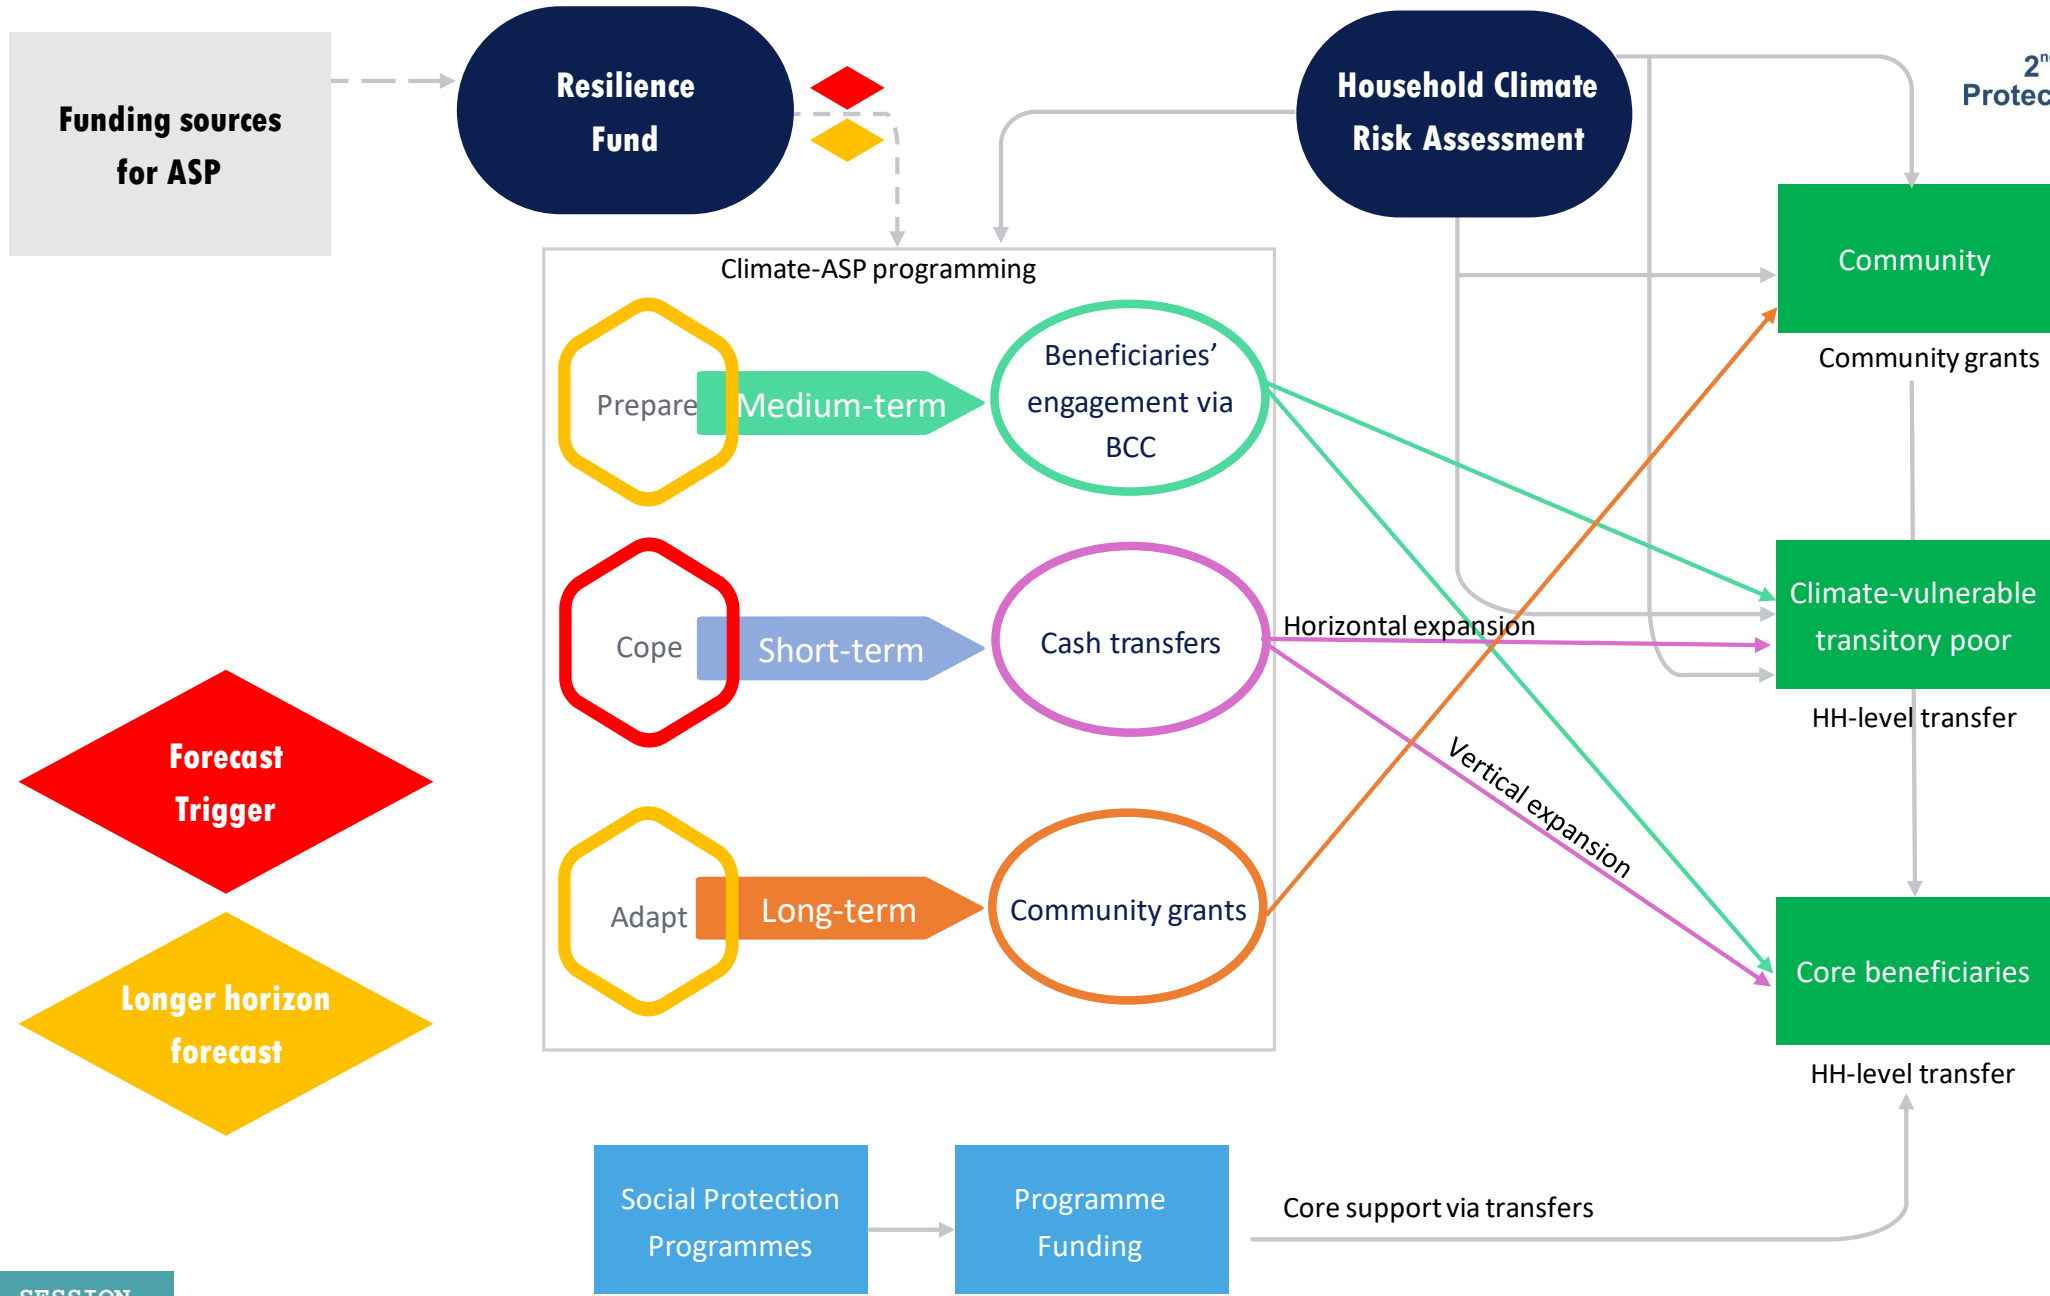 Funding sources
for ASP
Resilience
Fund
Household Climate
Risk Assessment
2
Protec
Climate-ASP programming
Community
Community grants
Prepare
Medium-term
Beneficiaries’
engagement via
BCC
Cope
Short-term
Cash transfers
Horizontal expansion
Climate-vulnerable
transitory poor
HH-level transfer
Vertical expansion
Forecast
Trigger
Adapt
Long-term
Community grants
Core beneficiaries
HH-level transfer
Longer horizon
forecast
Social Protection
Programmes
Programme
Funding
Core support via transfers
SESSION